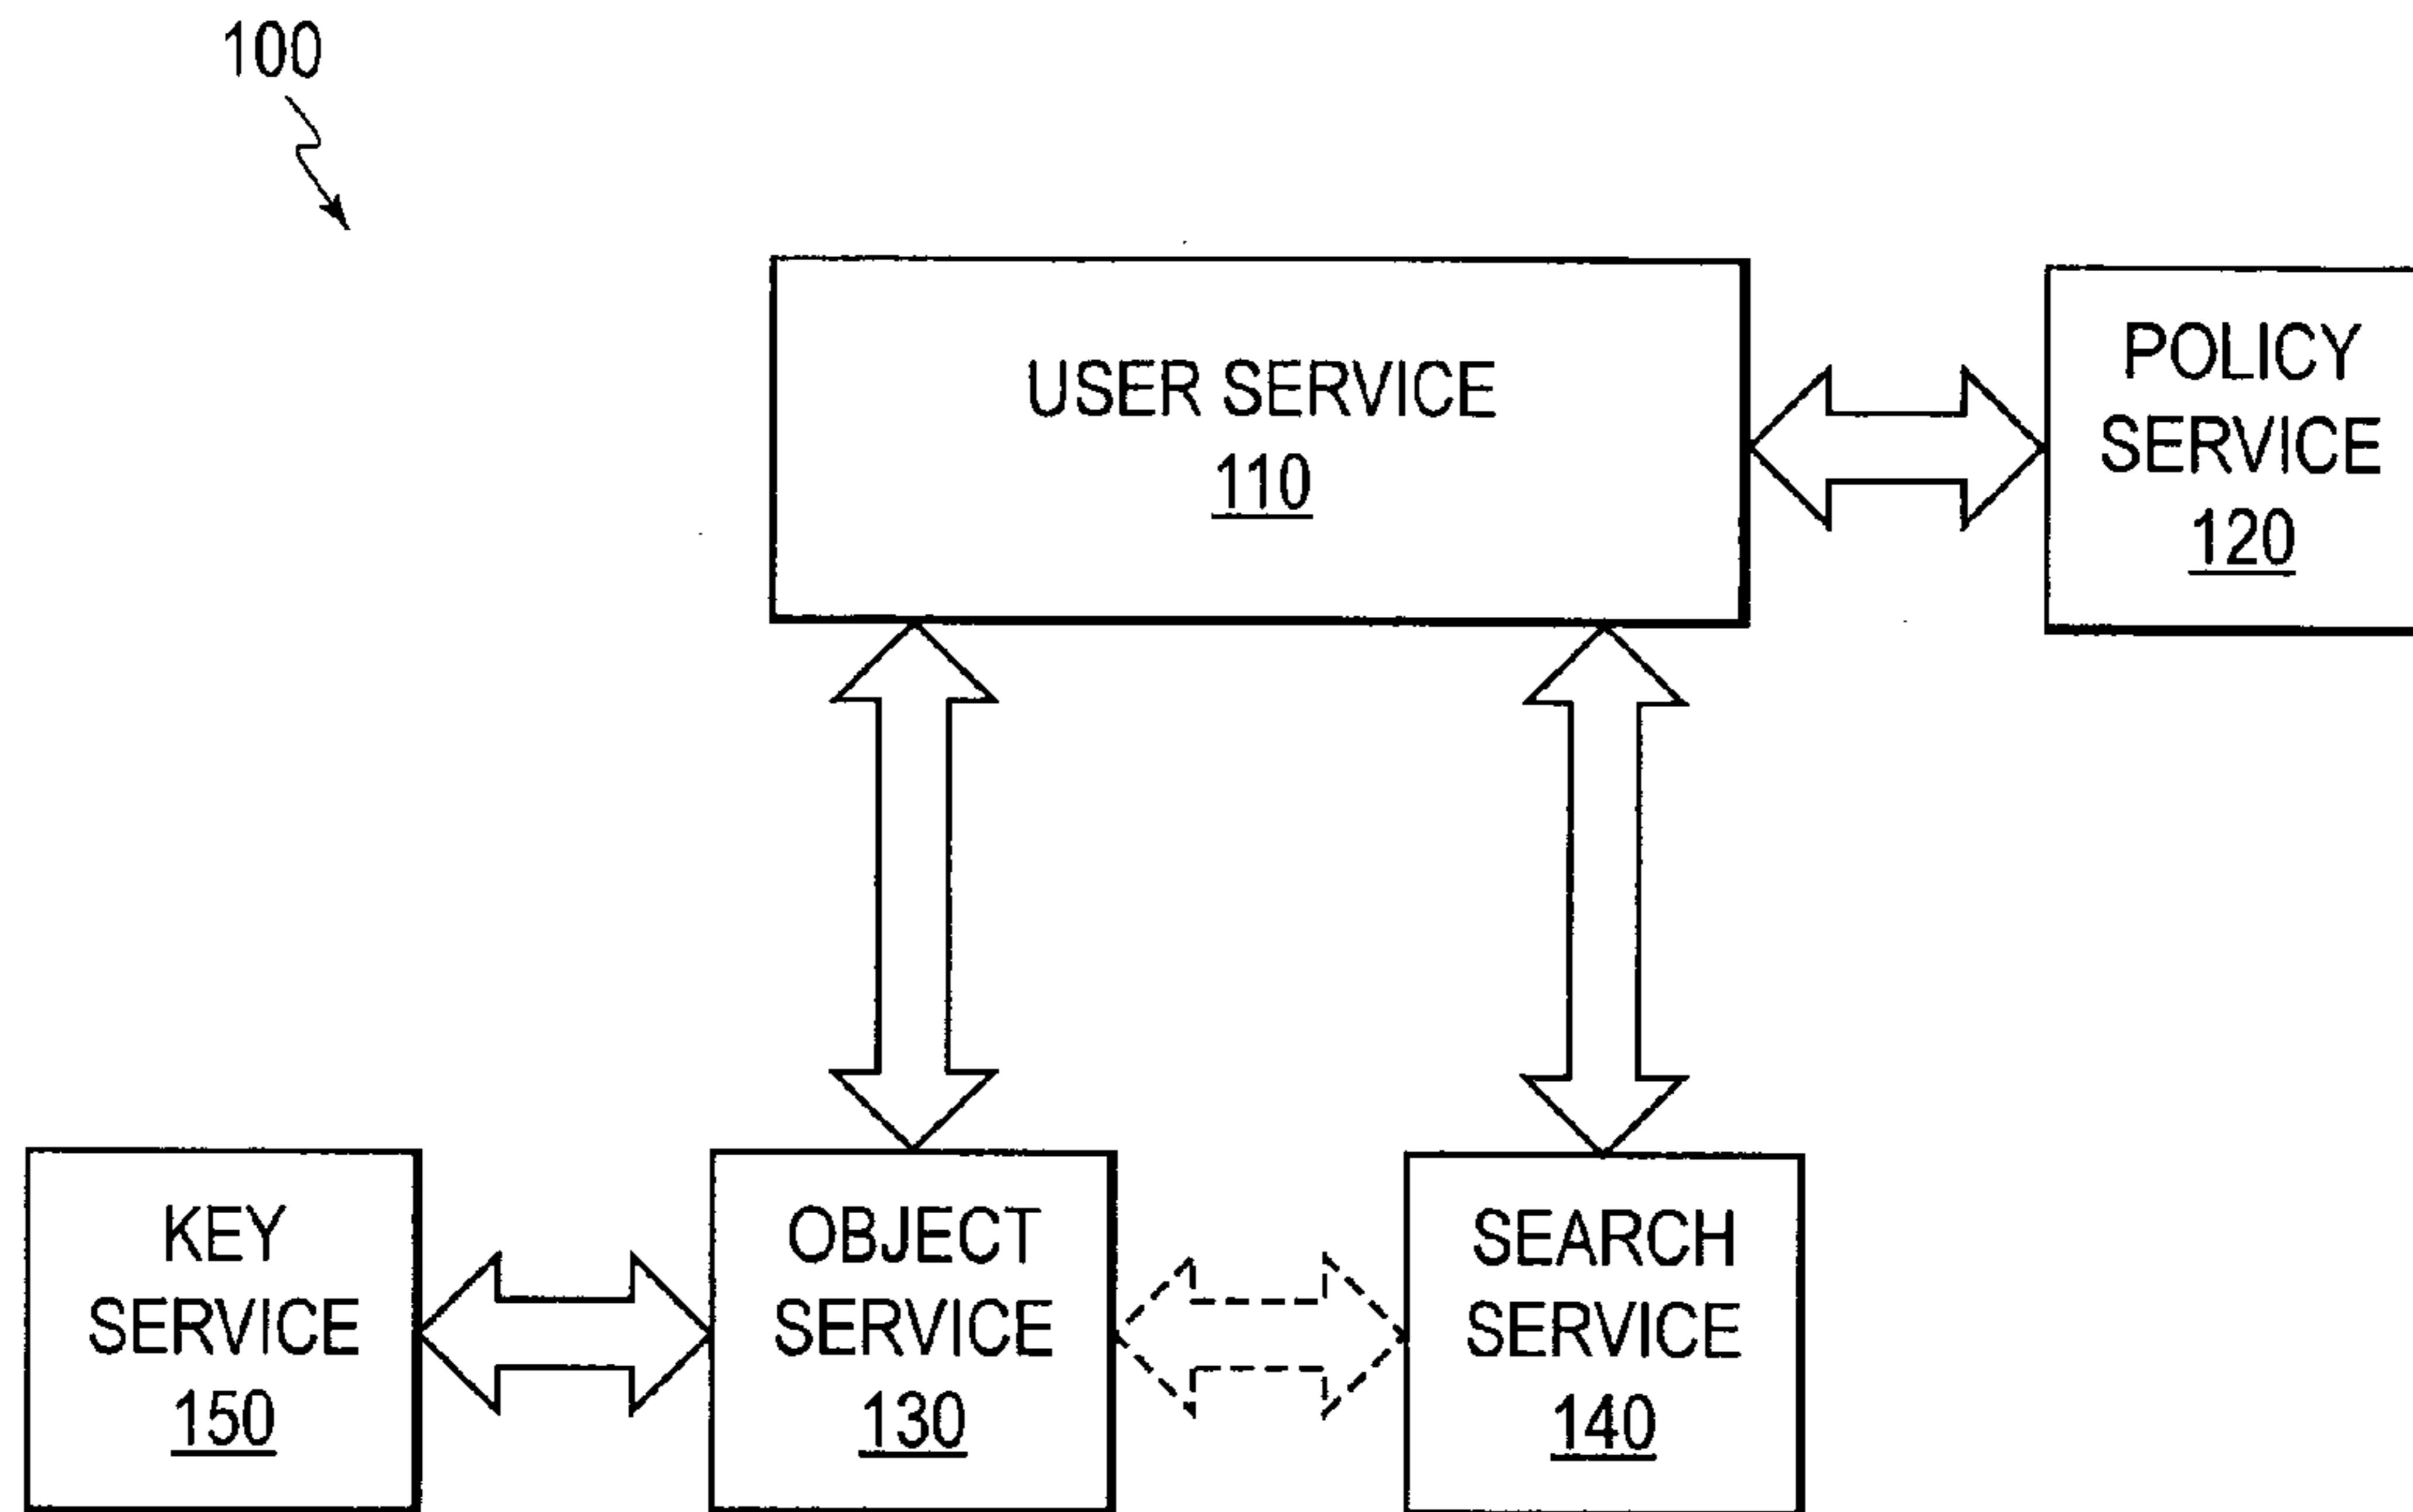 100
USER SERVICE
110
POLICY
SERVICE
120
KEY
SERVICE
150
OBJECT
SERVICE
130
SEARCH
SERVICE
140